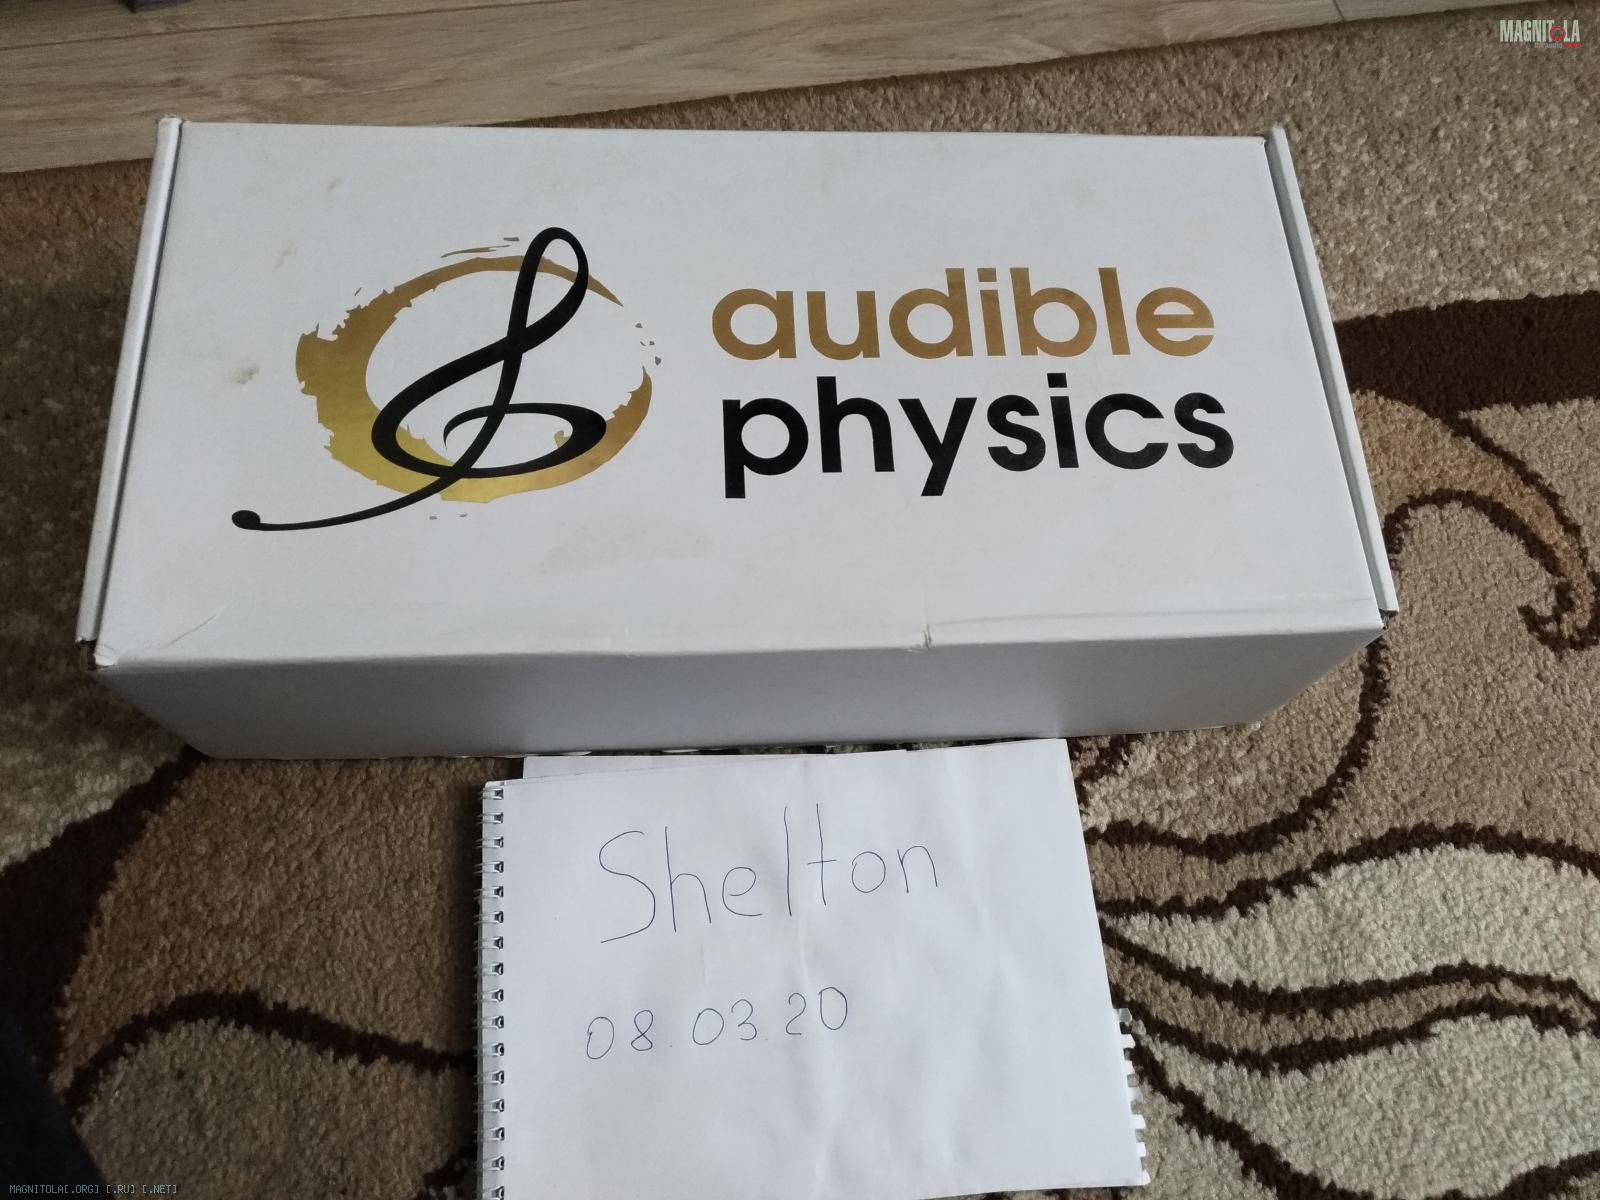 MAGNITOLA
audible
physics
Shelton
08.03.20
MAGNITOLA[.ORG] [.RU] [.NET]